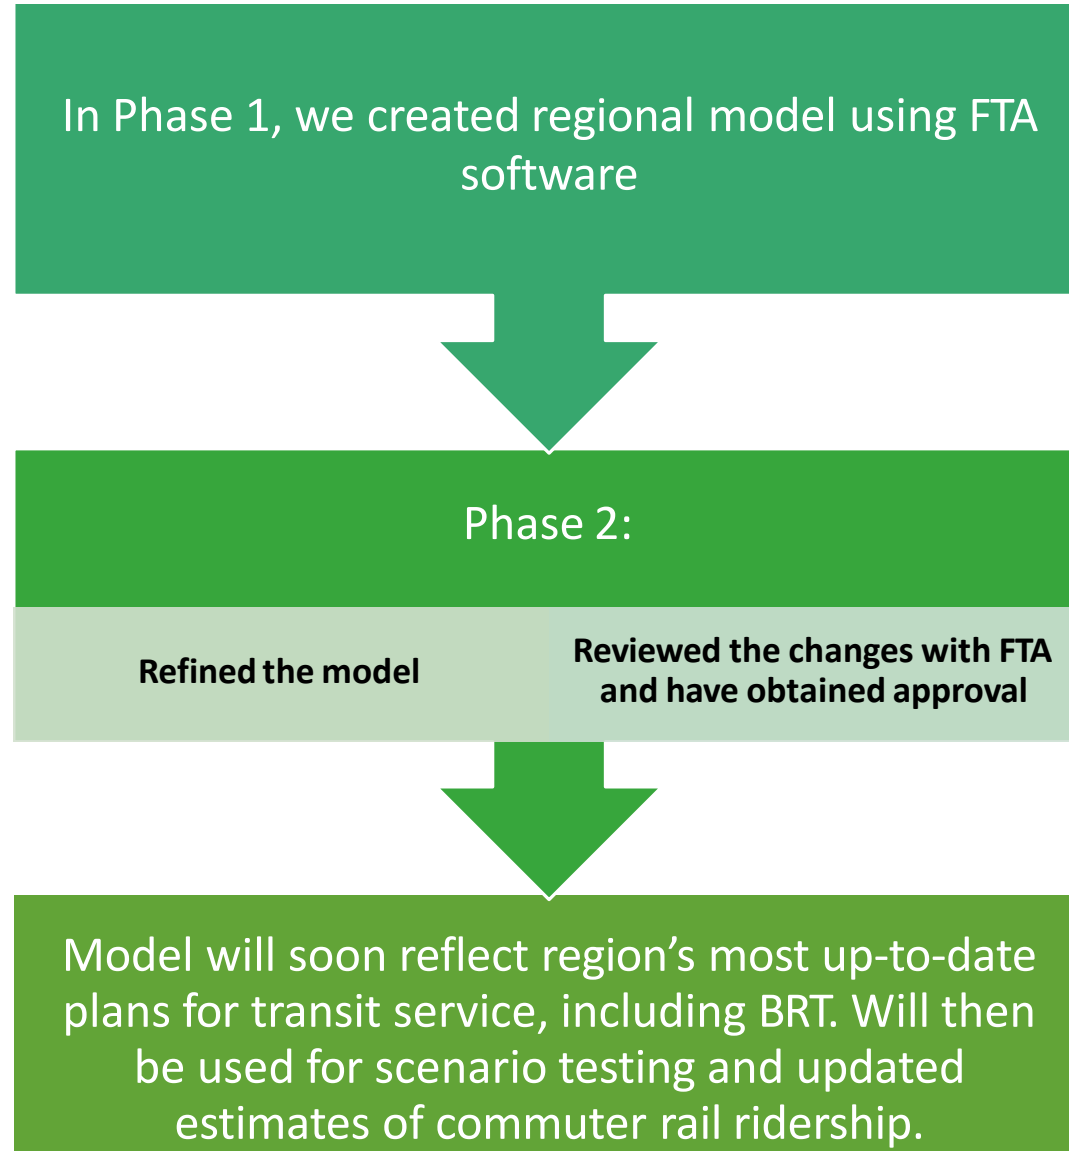 In Phase 1, we created regional model using FTA
software
Phase 2:
Refined the model
Reviewed the changes with FTA
and have obtained approval
Model will soon reflect region’s most up-to-date
plans for transit service, including BRT. Will then
be used for scenario testing and updated
estimates of commuter rail ridership.